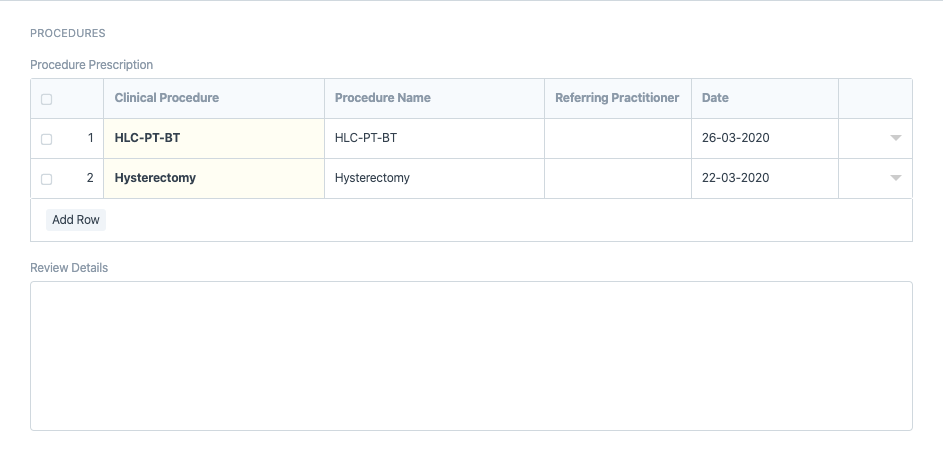 PROCEDURES
Procedure Prescription
Clinical Procedure Procedure Name Referring Practitioner Date
1 HLC-PT-BT HLC-PT-BT 26-03-2020
2 Hysterectomy Hysterectomy 22-03-2020
Add Row
Review Details